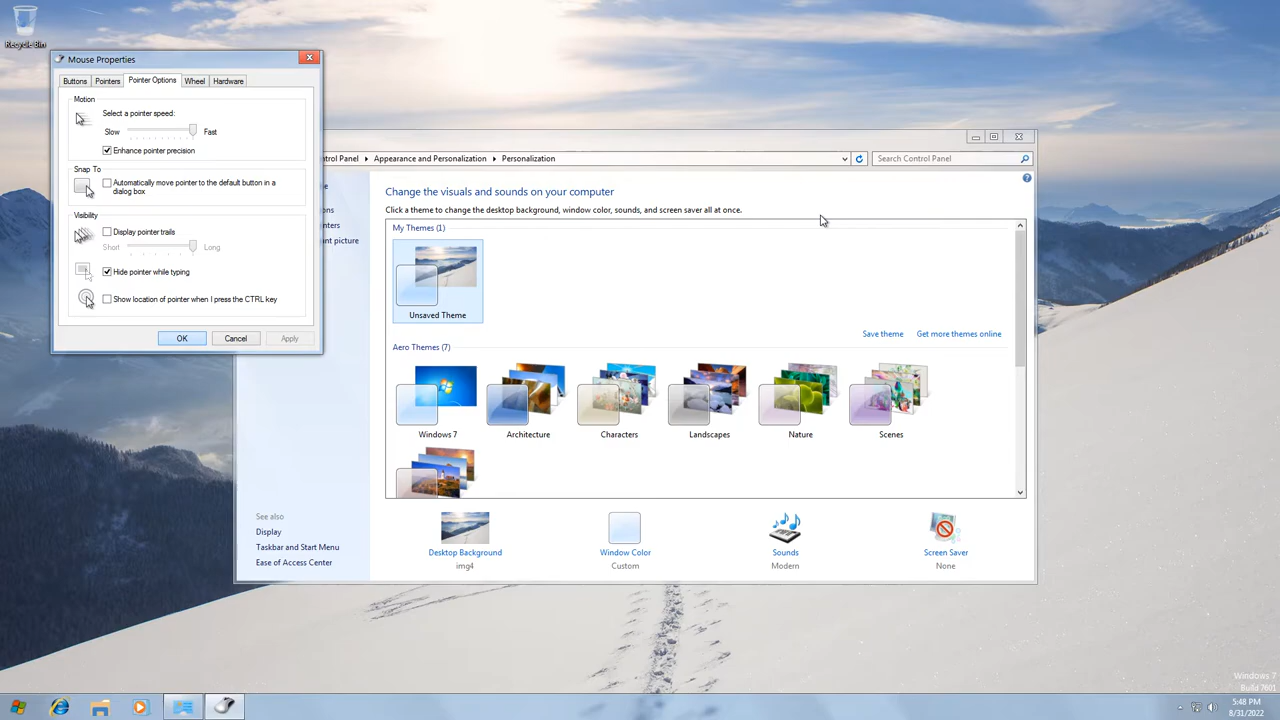 Recycle Bin
Mouse Properties
Buttons
Pointers
Pointer Options
Wheel
Hardware
Motion
Select a pointer speed:
Slow
Fast
Enhance pointer precision
Snap To
Automatically move pointer to the default button in a
dialog box
Visibility
Display pointer trails
Short
Long
Hide pointer while typing
Show location of pointer when I press the CTRL key
OK
Cancel
Apply
Appearance and Personalization
Personalization
Search Control Panel
Change the visuals and sounds on your computer
Click a theme to change the desktop background, window color, sounds, and screen saver all at once.
My Themes (1)
Unsaved Theme
Save theme
Get more themes online
Aero Themes (7)
Windows 7
Architecture
Characters
Landscapes
Nature
Scenes
See also
Display
Taskbar and Start Menu
Ease of Access Center
Desktop Background
img4
Window Color
Custom
Sounds
Modern
Screen Saver
None
Windows 7
Build 7601
5:48 PM
8/31/2022